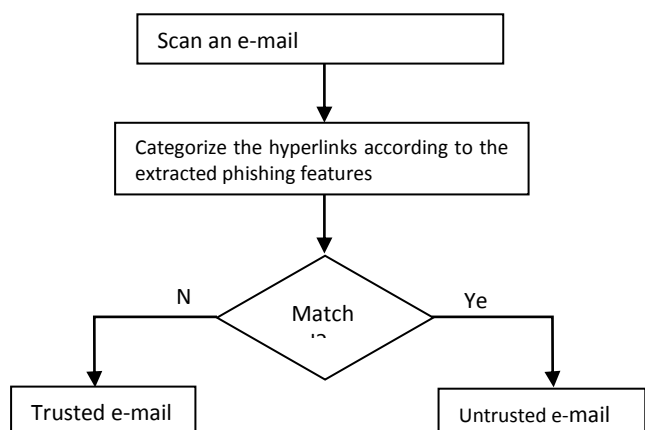 Scan an e-mail
Categorize the hyperlinks according to the
extracted phishing features
N
Ye
Match
Trusted e-mail
Untrusted e-mail